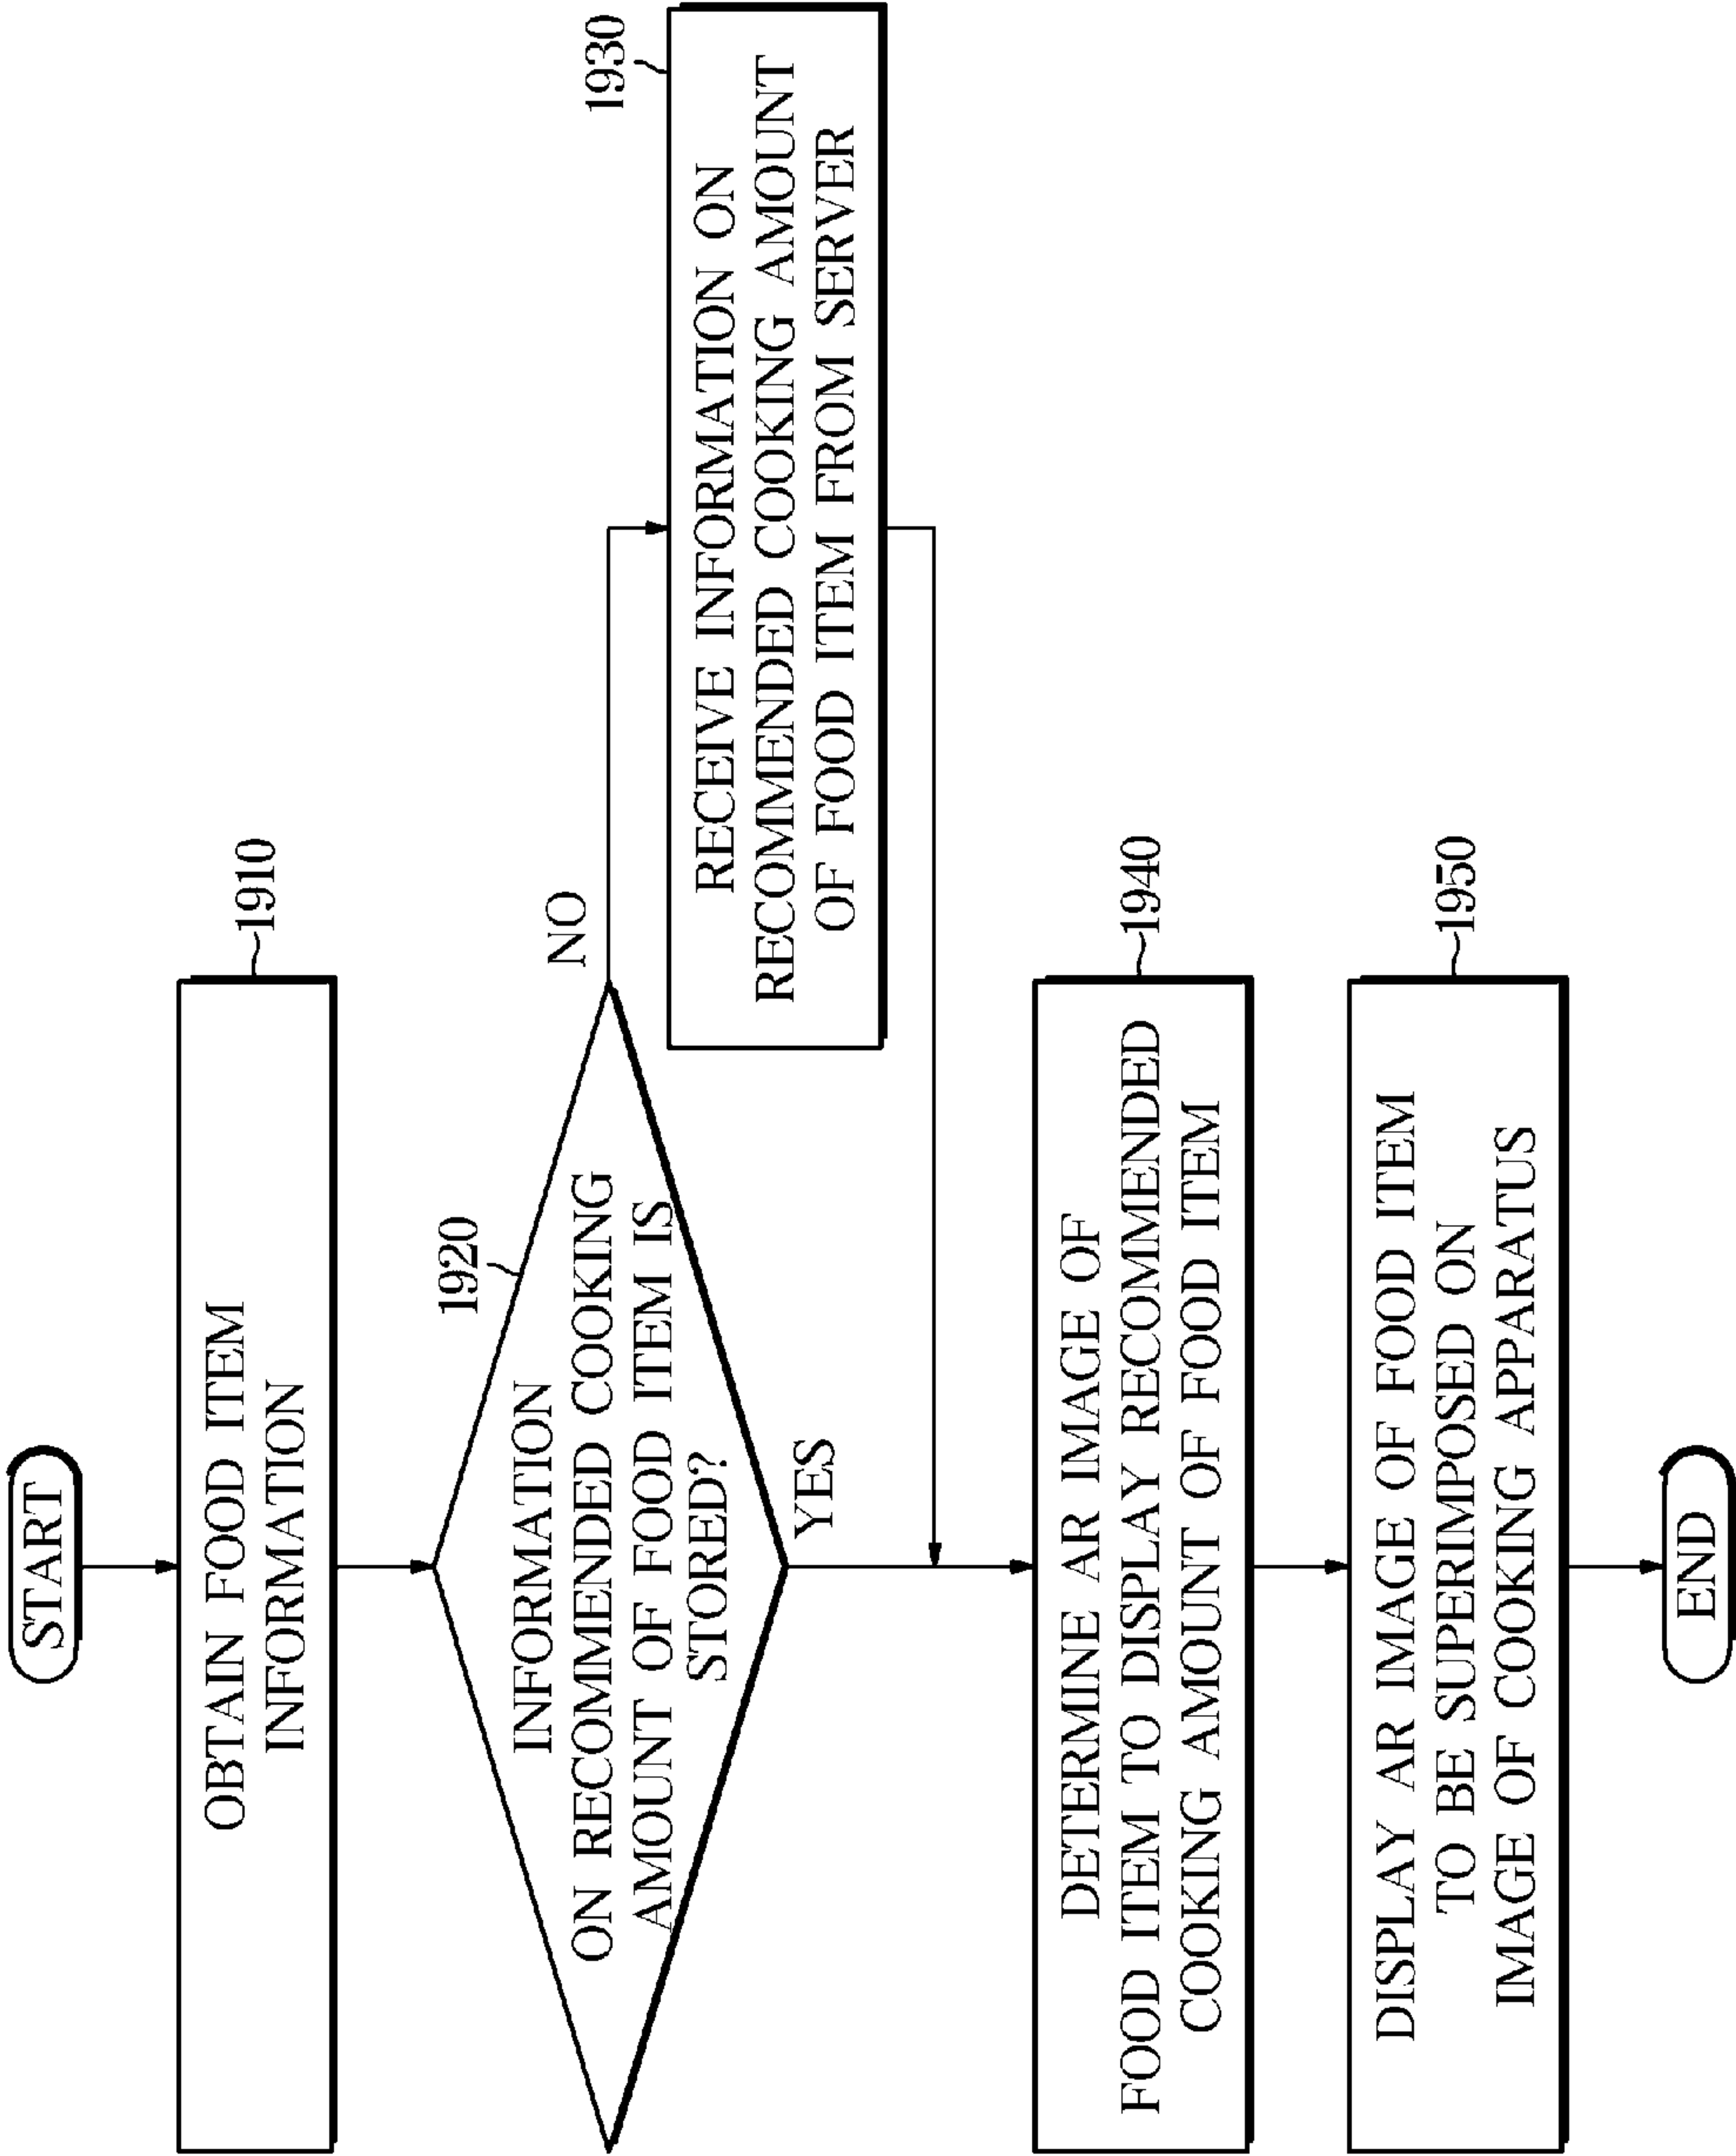 START
1910
OBTAIN FOOD ITEM
INFORMATION
1920
INFORMATION
ON RECOMMENDED COOKING
AMOUNT OF FOOD ITEM IS
STORED?
NO
1930
RECEIVE INFORMATION ON
RECOMMENDED COOKING AMOUNT
OF FOOD ITEM FROM SERVER
YES
1940
DETERMINE AR IMAGE OF
FOOD ITEM TO DISPLAY RECOMMENDED
COOKING AMOUNT OF FOOD ITEM
1950
DISPLAY AR IMAGE OF FOOD ITEM
TO BE SUPERIMPOSED ON
IMAGE OF COOKING APPARATUS
END